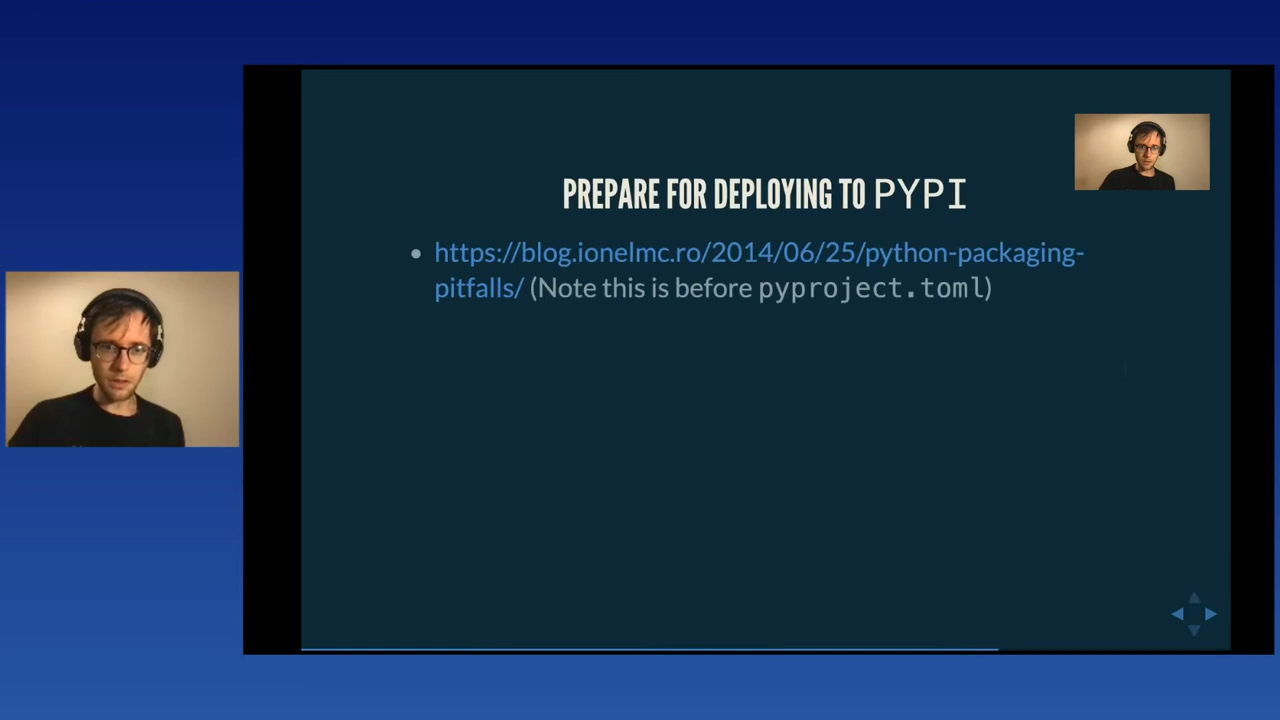 PREPARE FOR DEPLOYING TO PYPI
https://blog.ionelmc.ro/2014/06/25/python-packaging-
pitfalls/ (Note this is before pyproject.toml)